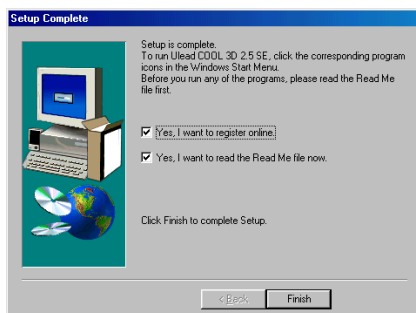 Setup Complete
Setup is complete.
To run Ulead COOL 3D 2.5 SE, click the corresponding program
icons in the Windows Start Menu.
Before you run any of the programs, please read the Read Me
file first.
Yes, I want to register online.
Yes, I want to read the Read Me file now.
Click Finish to complete Setup.
< Back
Finish